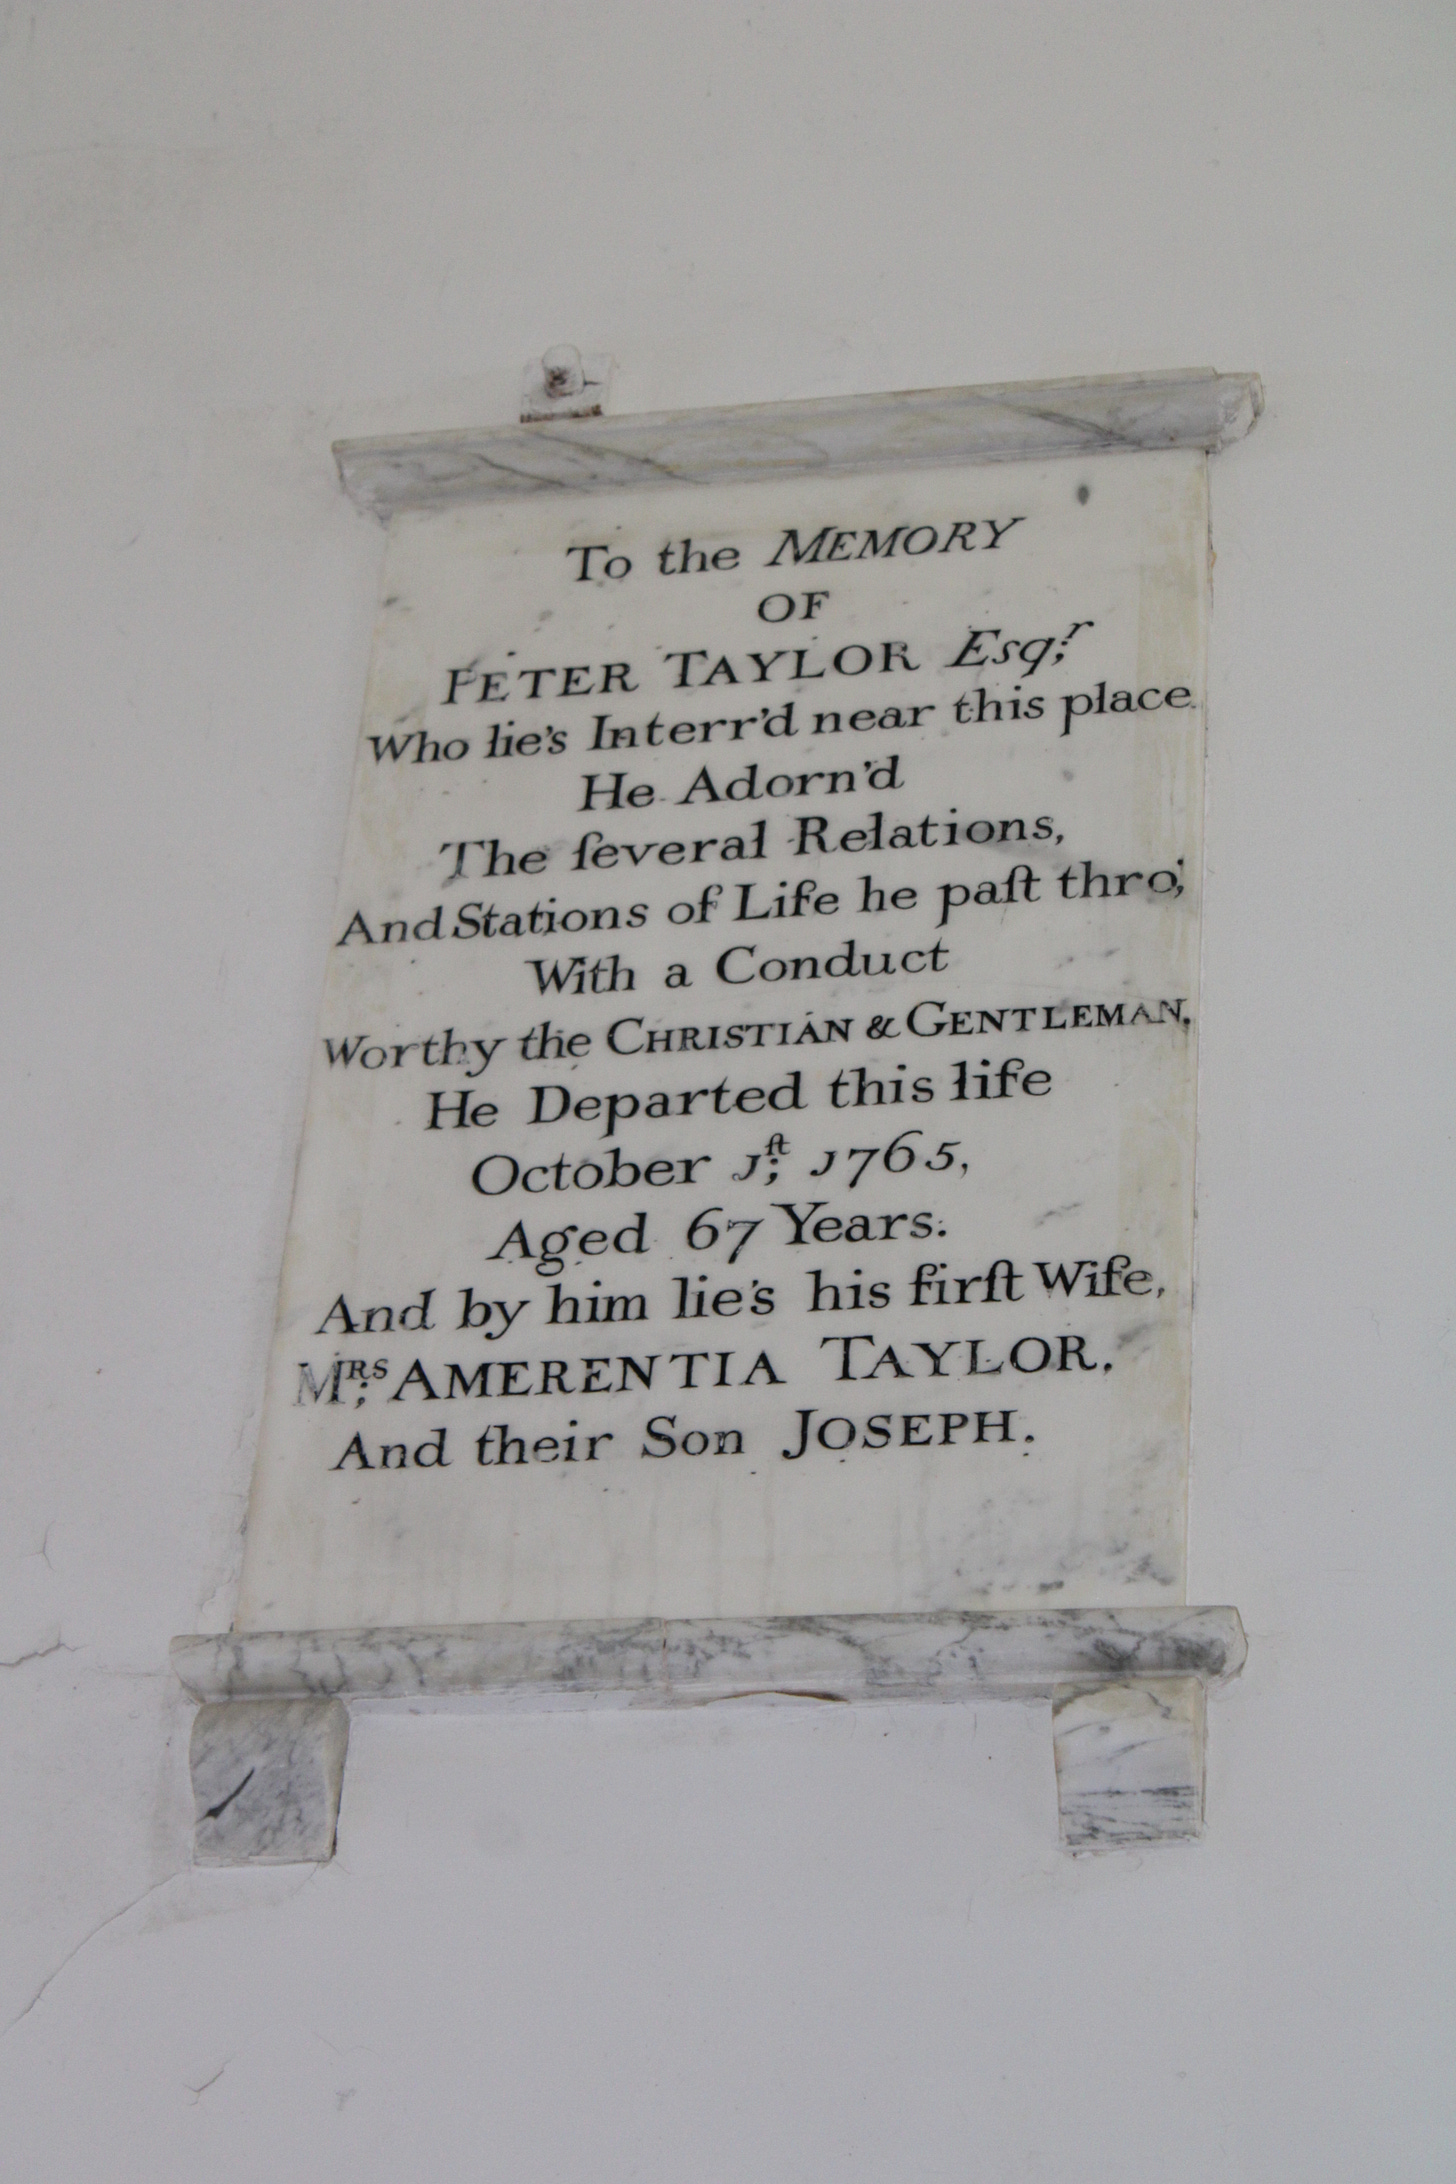 To the MEMORY
OF
PETER TAYLOR Esqr.
Who lie's Interr'd near this place
He Adorn'd
The ſeveral Relations,
And Stations of Life he paſt thro',
With a Conduct
Worthy the CHRISTIAN & GENTLEMAN.
He Departed this life
October 1ſt; 1765,
Aged 67 Years.
And by him lie's his firſt Wife,
MRS; AMERENTIA TAYLOR.
And their Son JOSEPH.